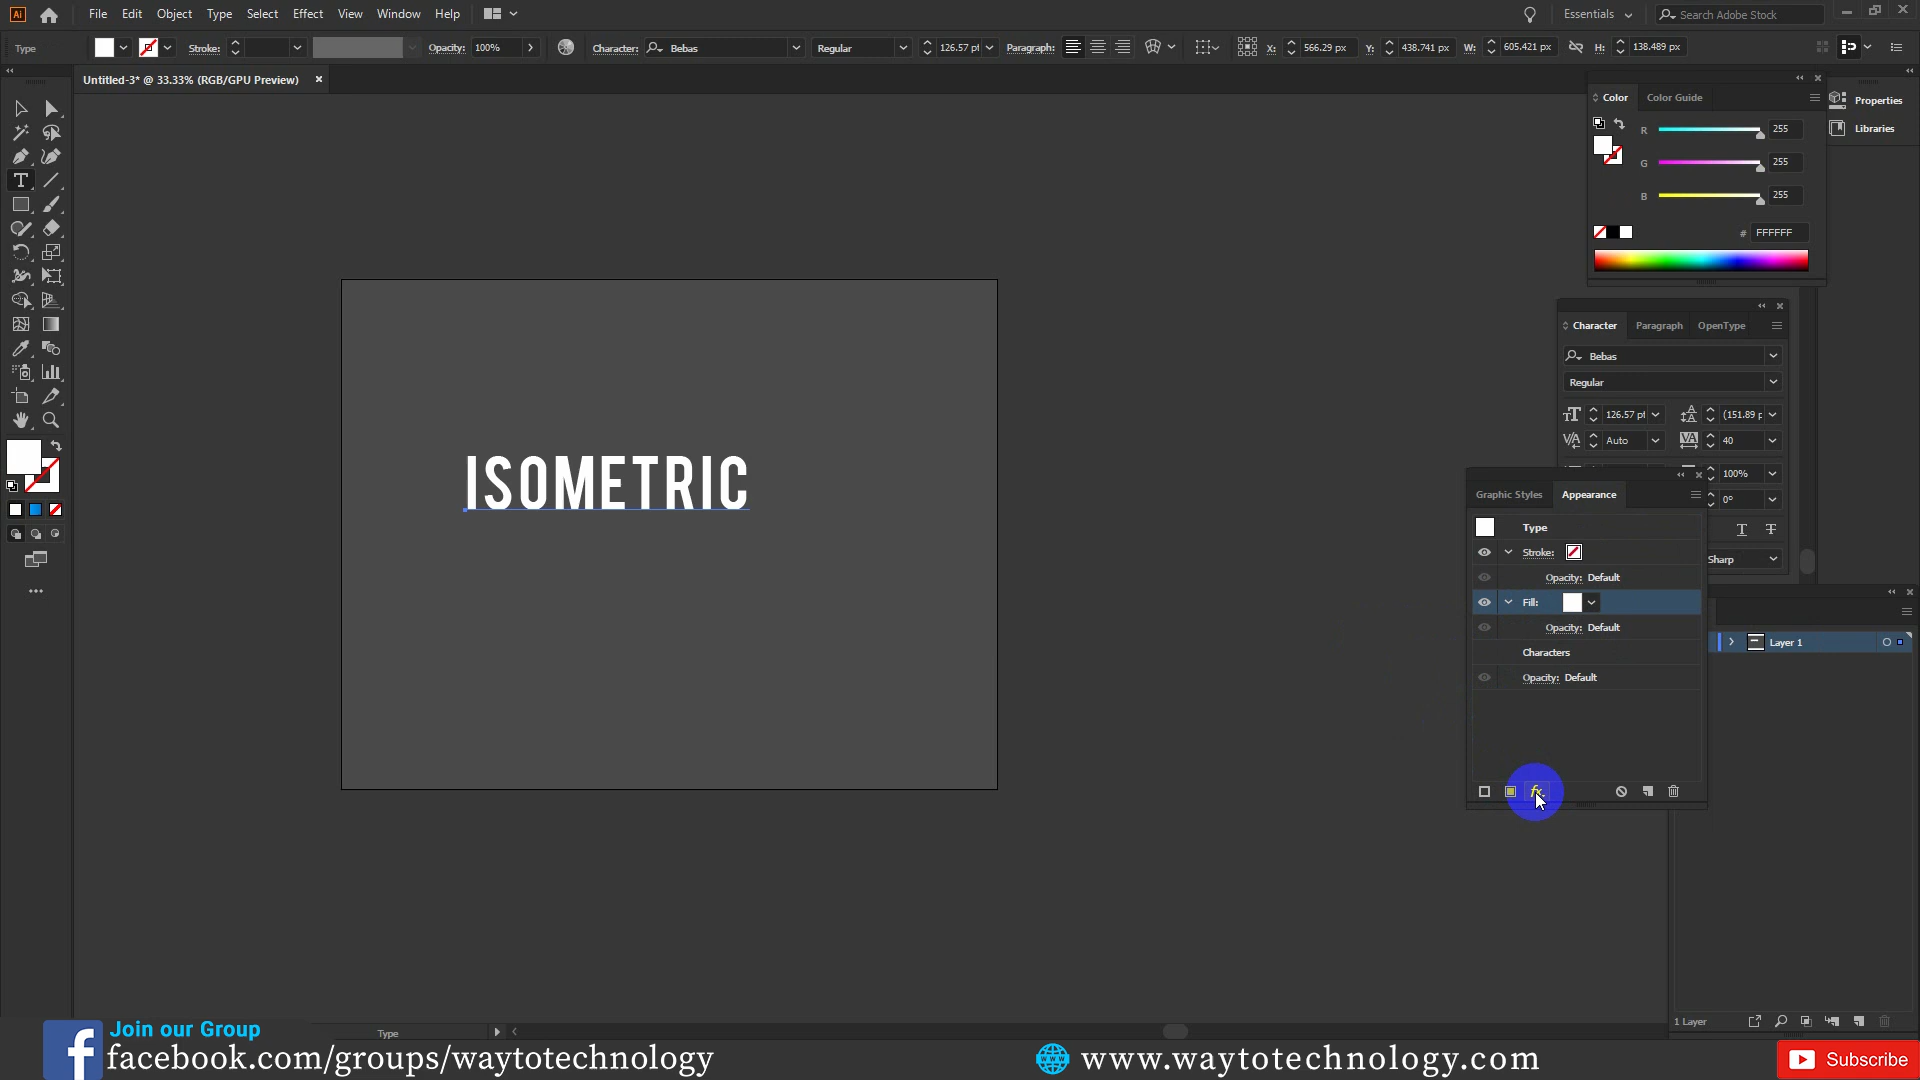 Ai File Edit Object Type Select Effect View Window Help Essentials Search Adobe Stock
Type Stroke: Opacity: 100% Character: Bebas Regular 126.57 pt Paragraph: X: 566.29 px Y: 438.741 px W: 605.421 px H: 138.489 px
Untitled-3* @ 33.33% (RGB/GPU Preview)
Color Color Guide
Properties
Libraries
R 255
G 255
B 255
# FFFFFF
Character Paragraph OpenType
Bebas
Regular
126.57 pt (151.89 p
Auto 40
100%
0°
Sharp
ISOMETRIC
Graphic Styles Appearance
Type
Stroke:
Opacity: Default
Fill:
Opacity: Default
Characters
Opacity: Default
fx.
Layer 1
1 Layer
Type
Join our Group
facebook.com/groups/waytotechnology
www.waytotechnology.com
Subscribe